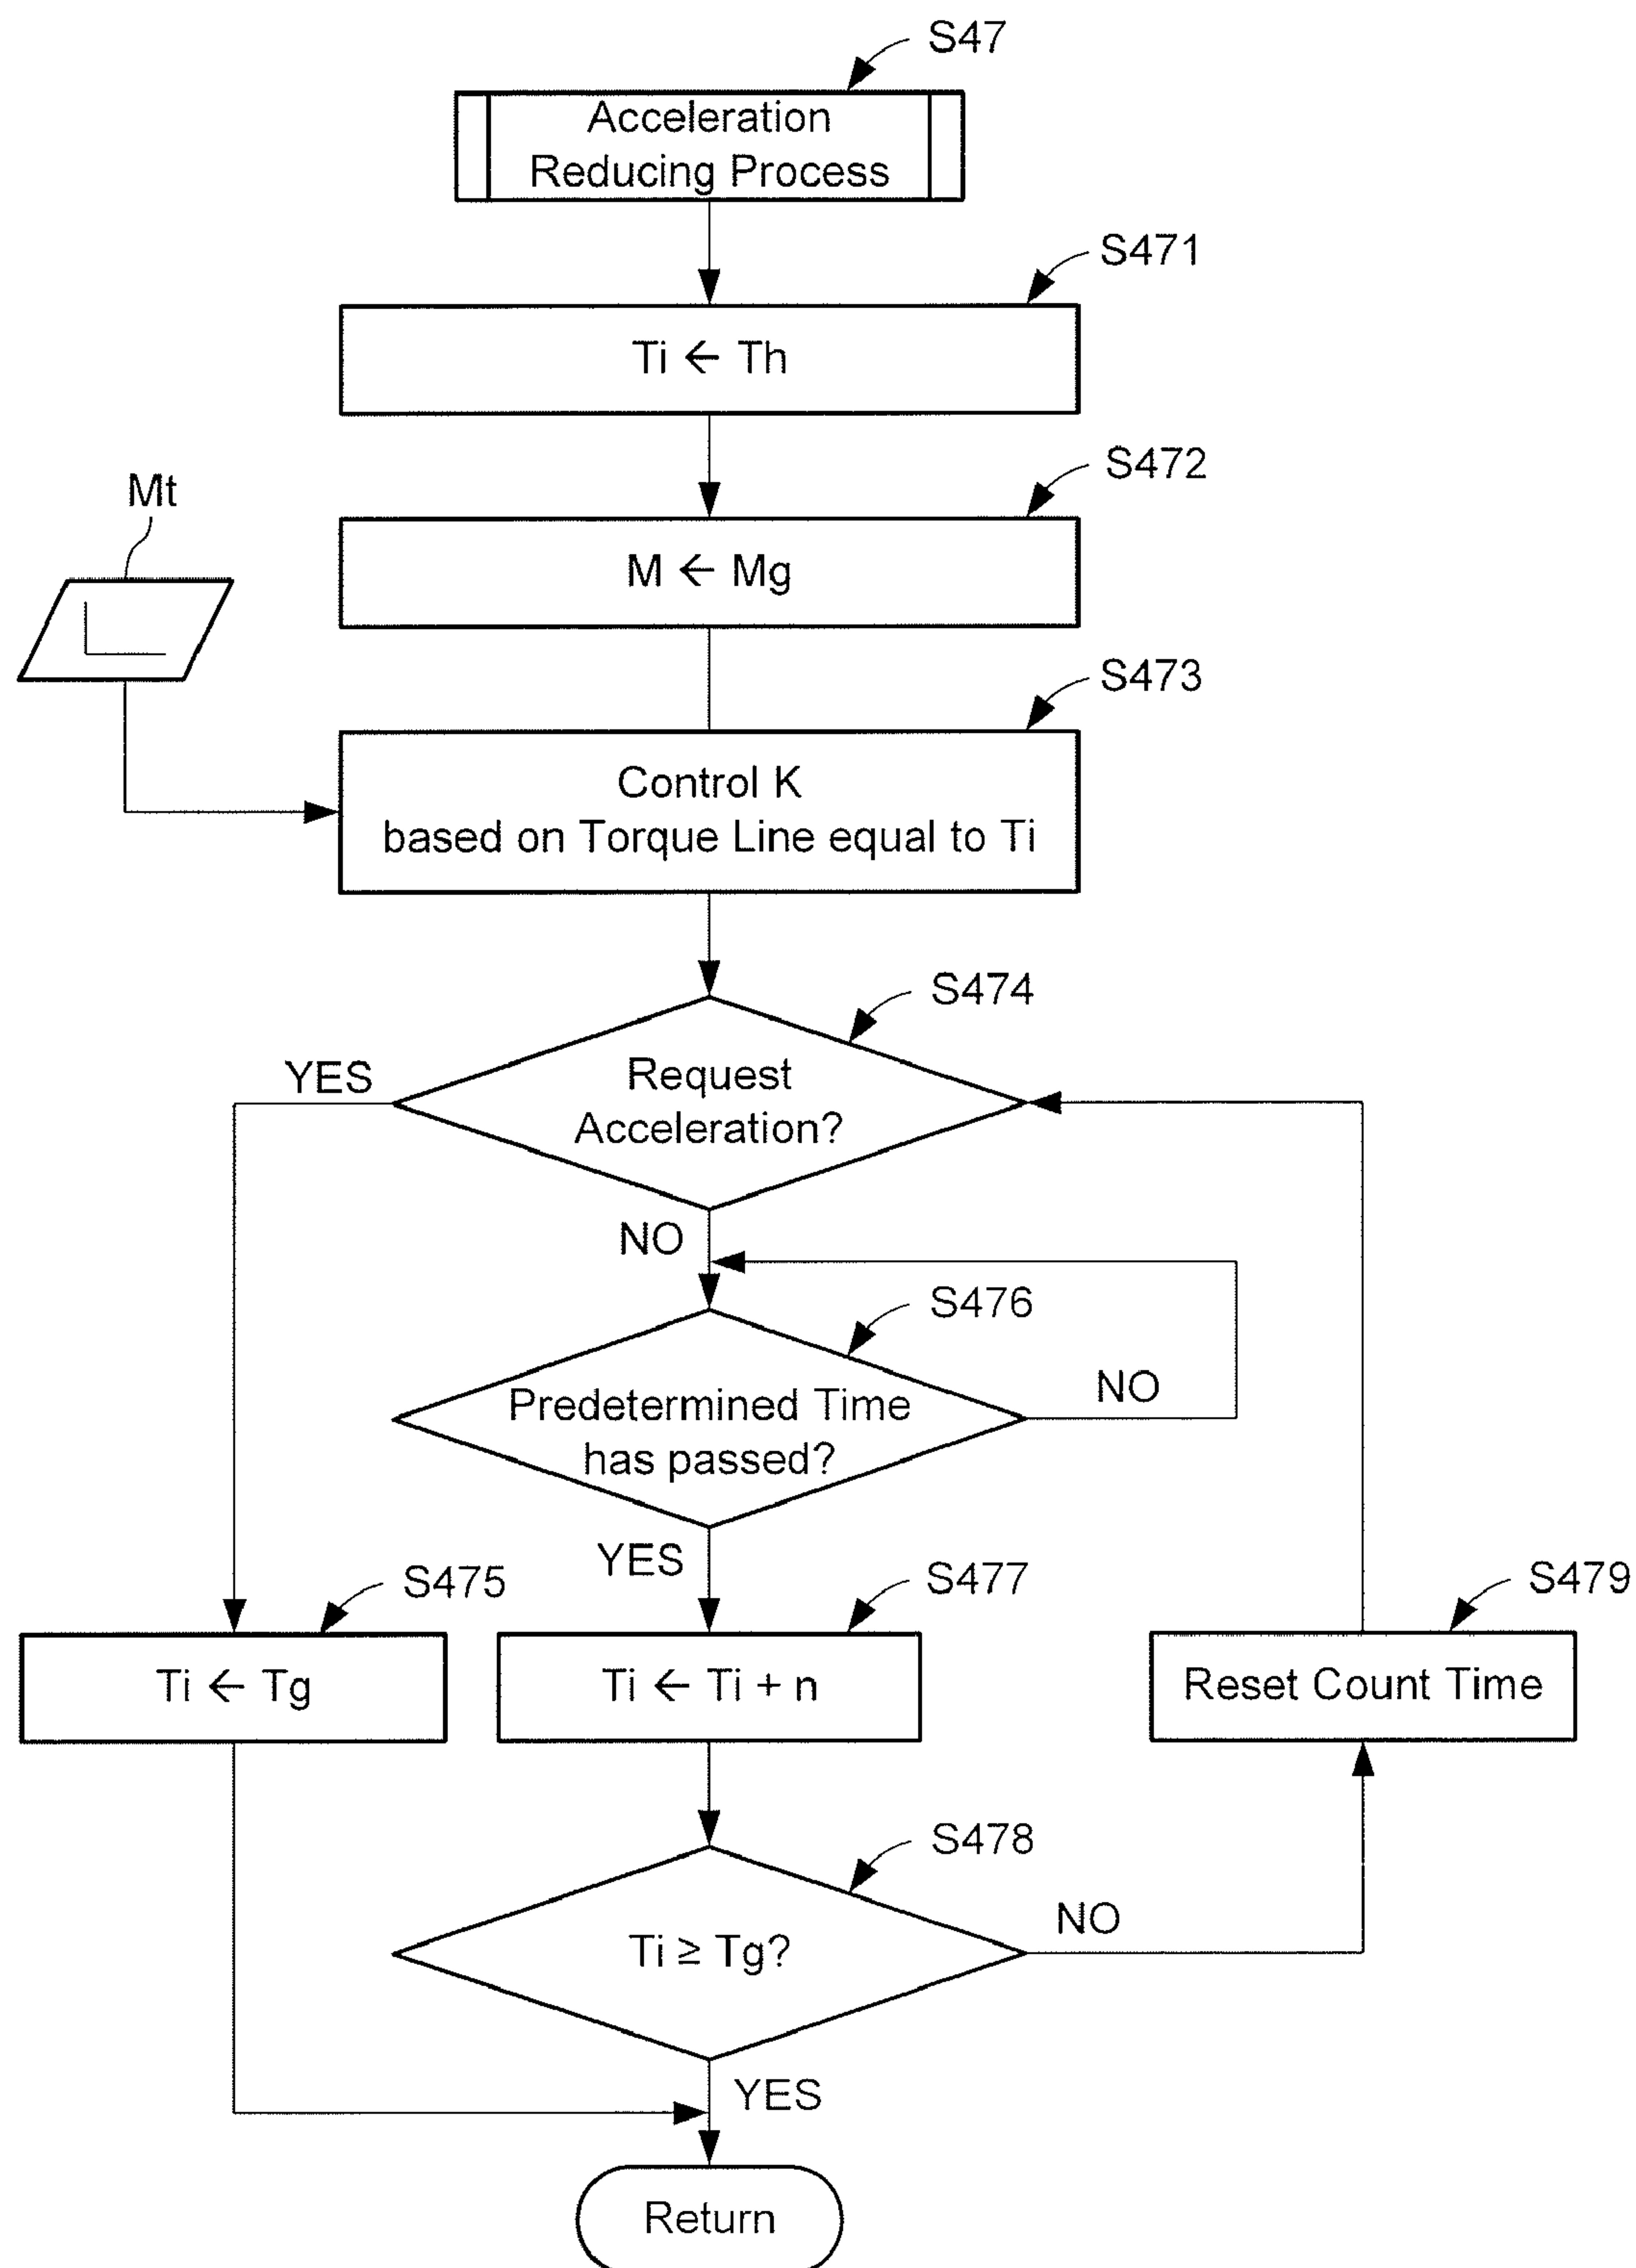 S47
Acceleration
Reducing Process
S471
Ti ← Th
S472
Mt
M ← Mg
S473
Control K
based on Torque Line equal to Ti
S474
YES
Request
Acceleration?
NO
S476
NO
Predetermined Time
has passed?
YES
S475
S477
S479
Ti ← Tg
Ti ← Ti + n
Reset Count Time
S478
NO
Ti ≥ Tg?
YES
Return